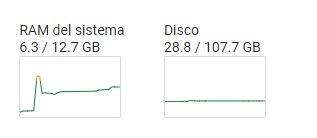 RAM del sistema
6.3 / 12.7 GB
Disco
28.8 / 107.7 GB